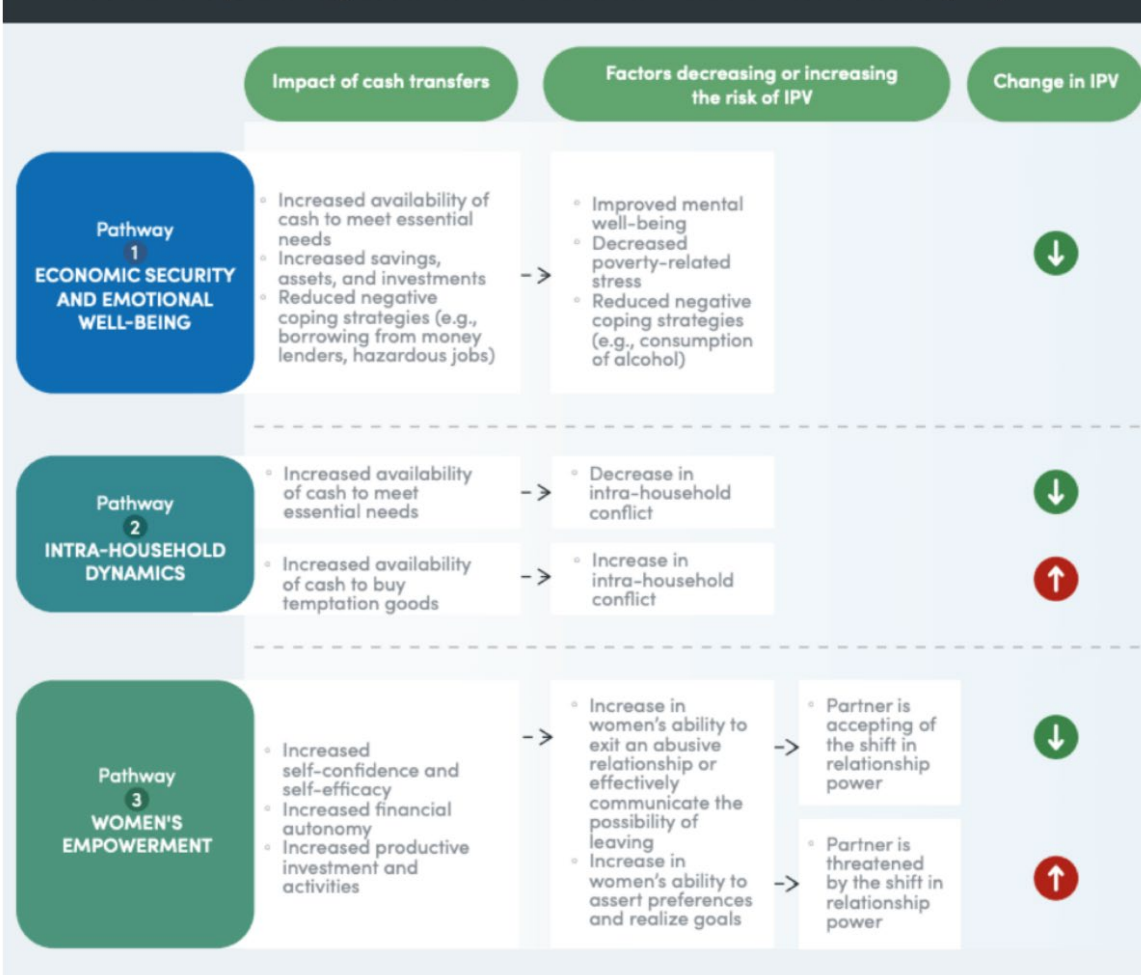 Impact of cash transfers
Factors decreasing or increasing
the risk of IPV
Change in IPV
Pathway
1
ECONOMIC SECURITY
AND EMOTIONAL
WELL-BEING
◦ Increased availability of
cash to meet essential
needs
◦ Increased savings,
assets, and investments
◦ Reduced negative
coping strategies (e.g.,
borrowing from money
lenders, hazardous jobs)
◦ Improved mental
well-being
◦ Decreased
poverty-related
stress
◦ Reduced negative
coping strategies
(e.g., consumption
of alcohol)
Pathway
2
INTRA-HOUSEHOLD
DYNAMICS
◦ Increased availability
of cash to meet
essential needs
◦ Decrease in
intra-household
conflict
◦ Increased availability
of cash to buy
temptation goods
◦ Increase in
intra-household
conflict
Pathway
3
WOMEN'S
EMPOWERMENT
◦ Increased
self-confidence and
self-efficacy
◦ Increased financial
autonomy
◦ Increased productive
investment and
activities
◦ Increase in
women's ability to
exit an abusive
relationship or
effectively
communicate the
possibility of
leaving
◦ Increase in
women's ability to
assert preferences
and realize goals
◦ Partner is
accepting of
the shift in
relationship
power
◦ Partner is
threatened
by the shift in
relationship
power